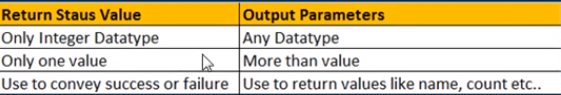 Return Staus Value Output Parameters
Only Integer Datatype Any Datatype
Only one value More than value
Use to convey success or failure Use to return values like name, count etc..